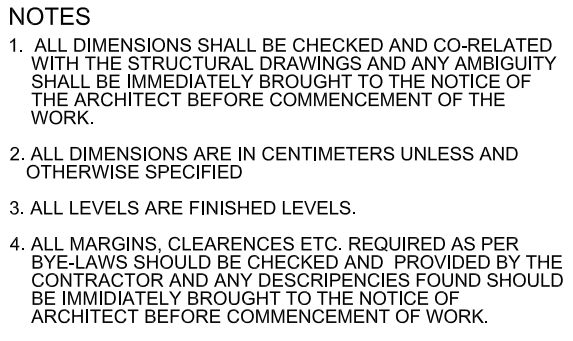 NOTES
1. ALL DIMENSIONS SHALL BE CHECKED AND CO-RELATED
WITH THE STRUCTURAL DRAWINGS AND ANY AMBIGUITY
SHALL BE IMMEDIATELY BROUGHT TO THE NOTICE OF
THE ARCHITECT BEFORE COMMENCEMENT OF THE
WORK.
2. ALL DIMENSIONS ARE IN CENTIMETERS UNLESS AND
OTHERWISE SPECIFIED
3. ALL LEVELS ARE FINISHED LEVELS.
4. ALL MARGINS, CLEARENCES ETC. REQUIRED AS PER
BYE-LAWS SHOULD BE CHECKED AND PROVIDED BY THE
CONTRACTOR AND ANY DESCRIPENCIES FOUND SHOULD
BE IMMIDIATELY BROUGHT TO THE NOTICE OF
ARCHITECT BEFORE COMMENCEMENT OF WORK.